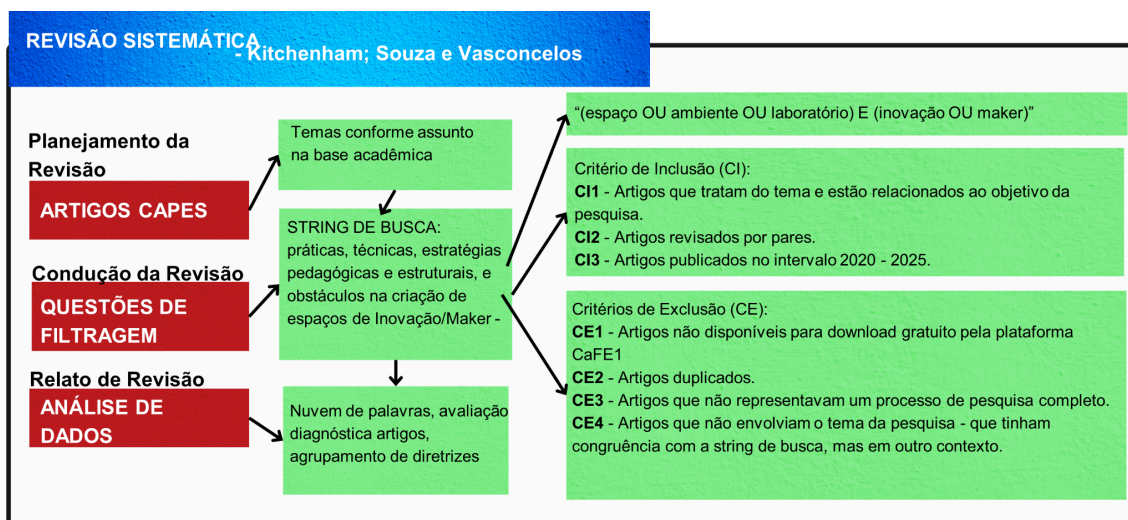 REVISÃO SISTEMÁTICA
- Kitchenham; Souza e Vasconcelos
Planejamento da
Revisão
ARTIGOS CAPES
Condução da Revisão
QUESTÕES DE
FILTRAGEM
Relato de Revisão
ANÁLISE DE
DADOS
Temas conforme assunto
na base acadêmica
STRING DE BUSCA:
práticas, técnicas, estratégias
pedagógicas e estruturais, e
obstáculos na criação de
espaços de Inovação/Maker -
Nuvem de palavras, avaliação
diagnóstica artigos,
agrupamento de diretrizes
“(espaço OU ambiente OU laboratório) E (inovação OU maker)”
Critério de Inclusão (CI):
CI1 - Artigos que tratam do tema e estão relacionados ao objetivo da
pesquisa.
CI2 - Artigos revisados por pares.
CI3 - Artigos publicados no intervalo 2020 - 2025.
Critérios de Exclusão (CE):
CE1 - Artigos não disponíveis para download gratuito pela plataforma
CaFE1
CE2 - Artigos duplicados.
CE3 - Artigos que não representavam um processo de pesquisa completo.
CE4 - Artigos que não envolviam o tema da pesquisa - que tinham
congruência com a string de busca, mas em outro contexto.